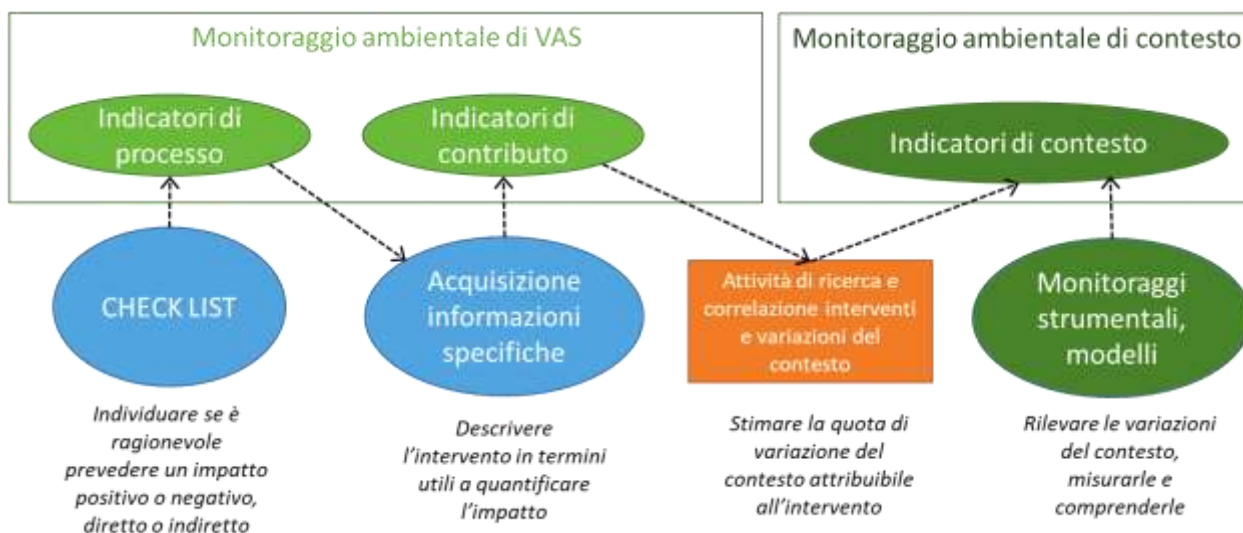 Monitoraggio ambientale di VAS
Monitoraggio ambientale di contesto
Indicatori di
processo
Indicatori di
contributo
Indicatori di contesto
CHECK LIST
Acquisizione
informazioni
specifiche
Attività di ricerca e
correlazione interventi
e variazioni del
contesto
Monitoraggi
strumentali,
modelli
Individuare se è
ragionevole
prevedere un impatto
positivo o negativo,
diretto o indiretto
Descrivere
l'intervento in termini
utili a quantificare
l'impatto
Stimare la quota di
variazione del
contesto attribuibile
all'intervento
Rilevare le variazioni
del contesto,
misurarle e
comprenderle